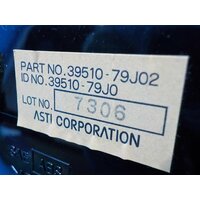 PART NO.39510-79J02
ID NO.39510-79J0
LOT NO. 7306
ASTI CORPORATION